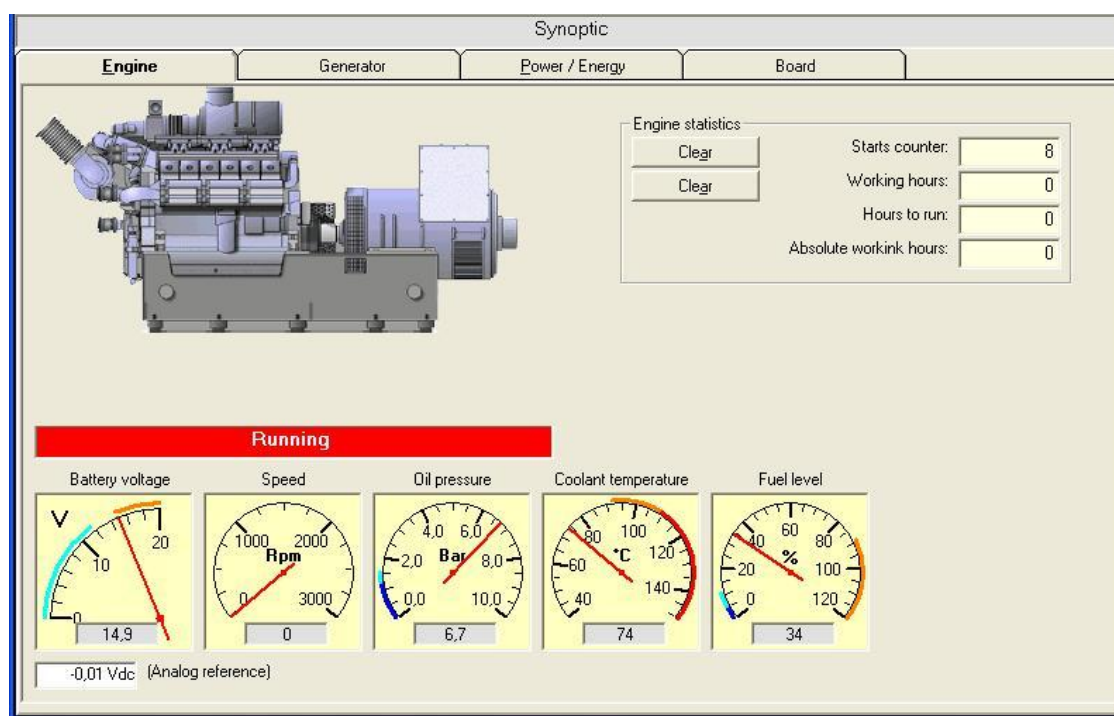 Synoptic
Engine Generator Power / Energy Board
Engine statistics
Clear Starts counter: 8
Clear Working hours: 0
Hours to run: 0
Absolute workink hours: 0
Running
Battery voltage Speed Oil pressure Coolant temperature Fuel level
V 0 10 20
14,9
0 1000 2000 3000
Rpm
0
0,0 2,0 4,0 6,0 8,0 10,0
Bar
6,7
40 60 80 100 120 140
°C
74
0 20 40 60 80 100 120
%
34
-0,01 Vdc (Analog reference)